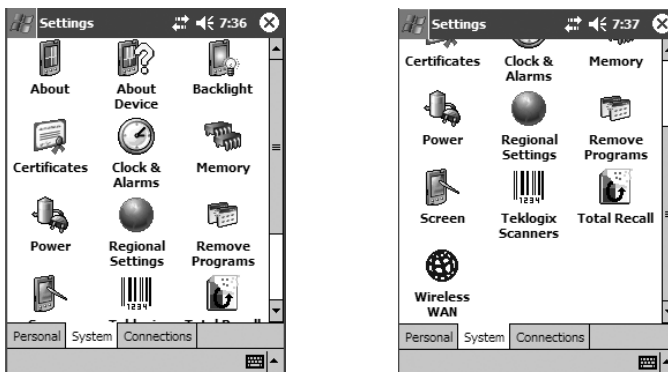 Settings 7:36
About About Device Backlight
Certificates Clock & Alarms Memory
Power Regional Settings Remove Programs
Personal System Connections
Settings 7:37
Certificates Clock & Alarms Memory
Power Regional Settings Remove Programs
Screen Teklogix Scanners Total Recall
1234
Wireless WAN
Personal System Connections